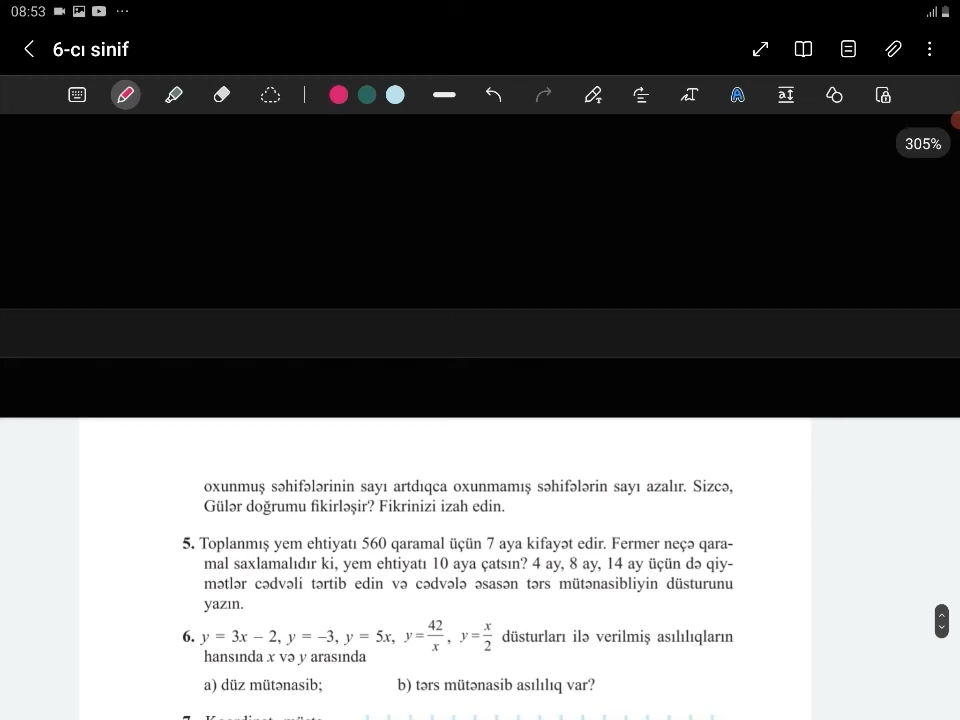 08:53
6-cı sinif
305%
oxunmuş səhifələrinin sayı artdıqca oxunmamış səhifələrin sayı azalır. Sizcə,
Gülər doğrumu fikirləşir? Fikrinizi izah edin.
5. Toplanmış yem ehtiyatı 560 qaramal üçün 7 aya kifayət edir. Fermer neçə qara-
mal saxlamalıdır ki, yem ehtiyatı 10 aya çatsın? 4 ay, 8 ay, 14 ay üçün də qiy-
mətlər cədvəli tərtib edin və cədvələ əsasən tərs mütənasibliyin düsturunu
yazın.
6. y = 3x – 2, y = –3, y = 5x, y = 42/x, y = x/2 düsturları ilə verilmiş asılılıqların
hansında x və y arasında
a) düz mütənasib; b) tərs mütənasib asılılıq var?